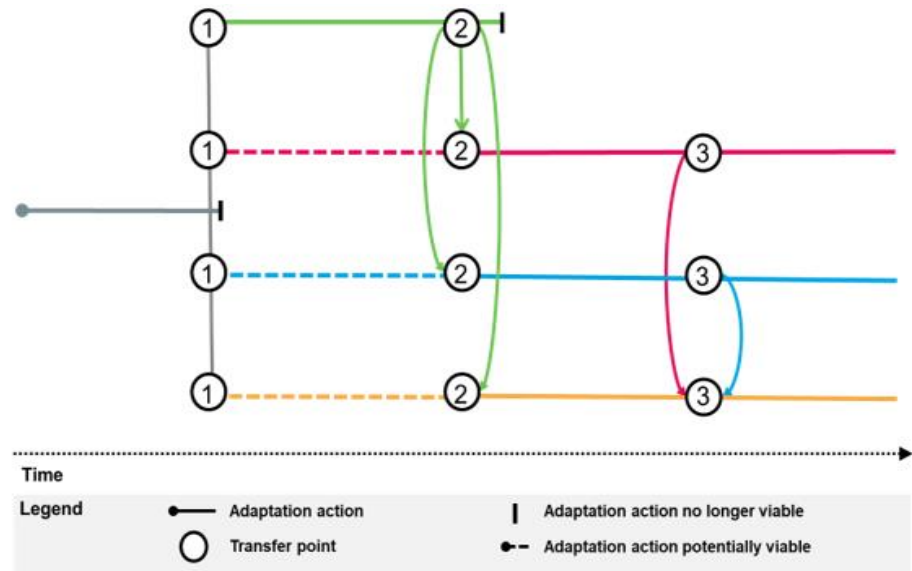 1 2
1 2 3
1 2 3
1 2 3
Time
Legend
Adaptation action
Adaptation action no longer viable
Transfer point
Adaptation action potentially viable